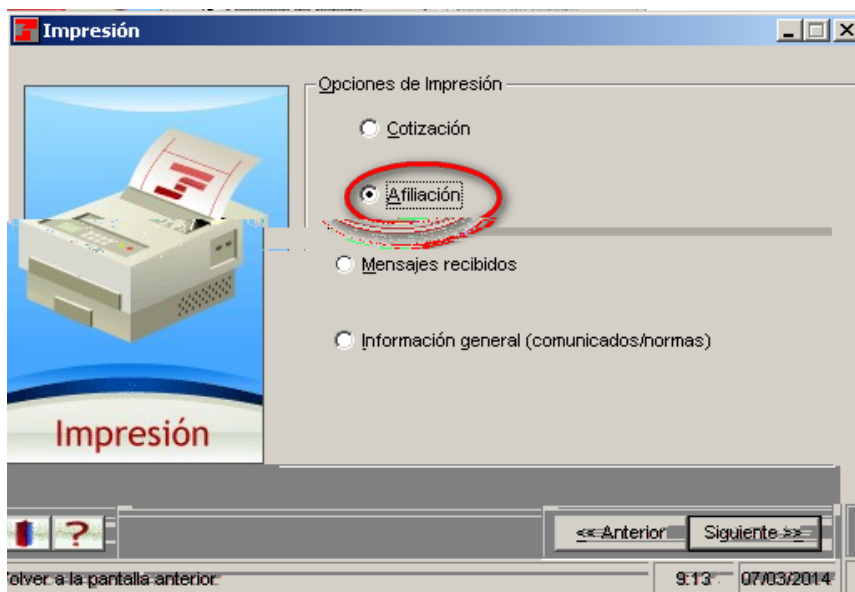 Impresión
Opciones de Impresión
Cotización
Afiliación
Mensajes recibidos
Información general (comunicados/normas)
Impresión
<< Anterior Siguiente >>
olver a la pantalla anterior 9:13 07/03/2014